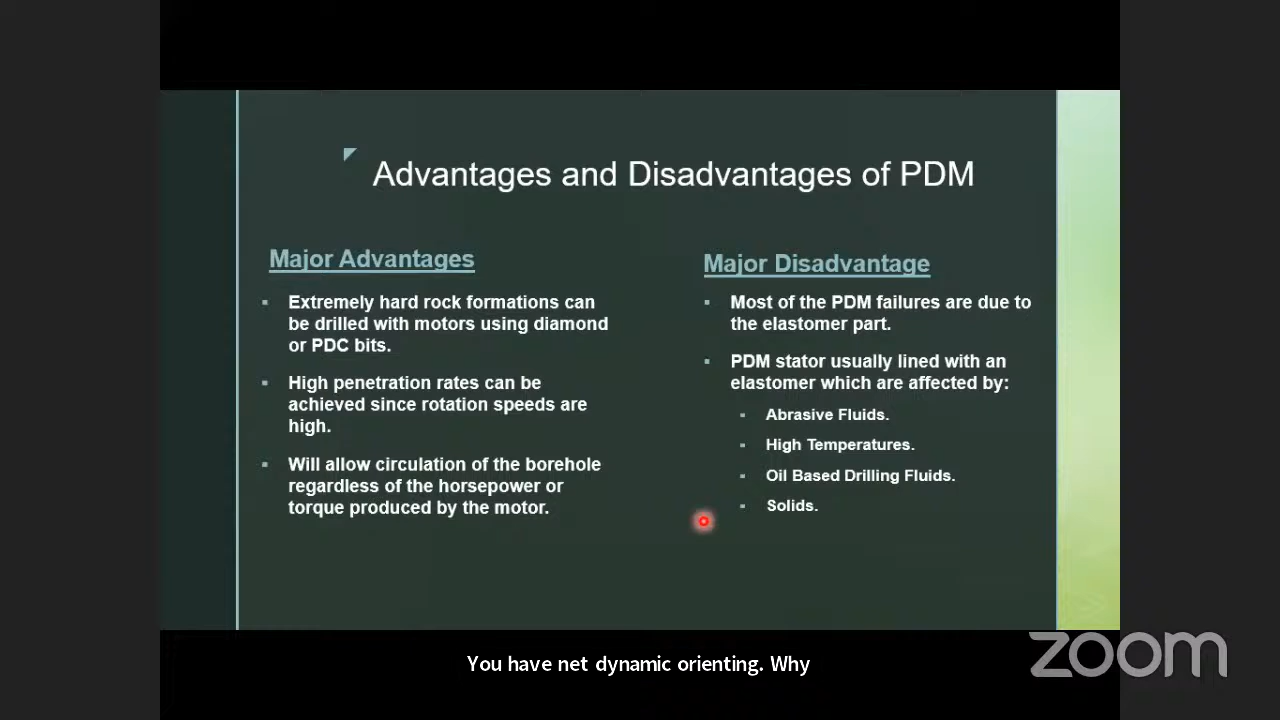 Advantages and Disadvantages of PDM
Major Advantages
Extremely hard rock formations can
be drilled with motors using diamond
or PDC bits.
High penetration rates can be
achieved since rotation speeds are
high.
Will allow circulation of the borehole
regardless of the horsepower or
torque produced by the motor.
Major Disadvantage
Most of the PDM failures are due to
the elastomer part.
PDM stator usually lined with an
elastomer which are affected by:
Abrasive Fluids.
High Temperatures.
Oil Based Drilling Fluids.
Solids.
You have net dynamic orienting. Why
zoom